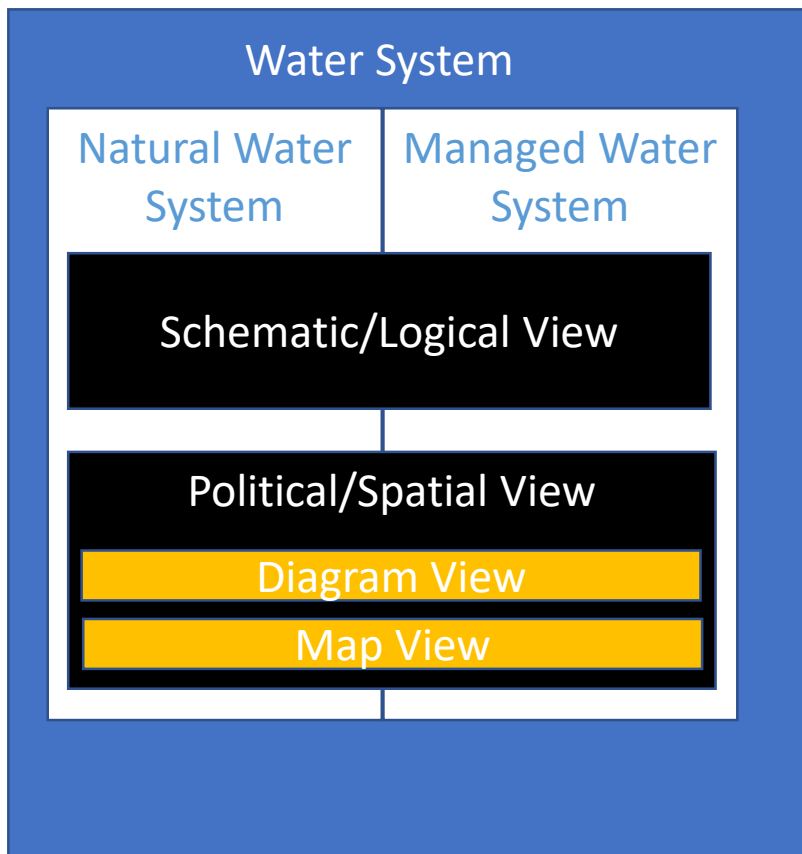 Water System
Natural Water
System
Managed Water
System
Schematic/Logical View
Political/Spatial View
Diagram View
Map View